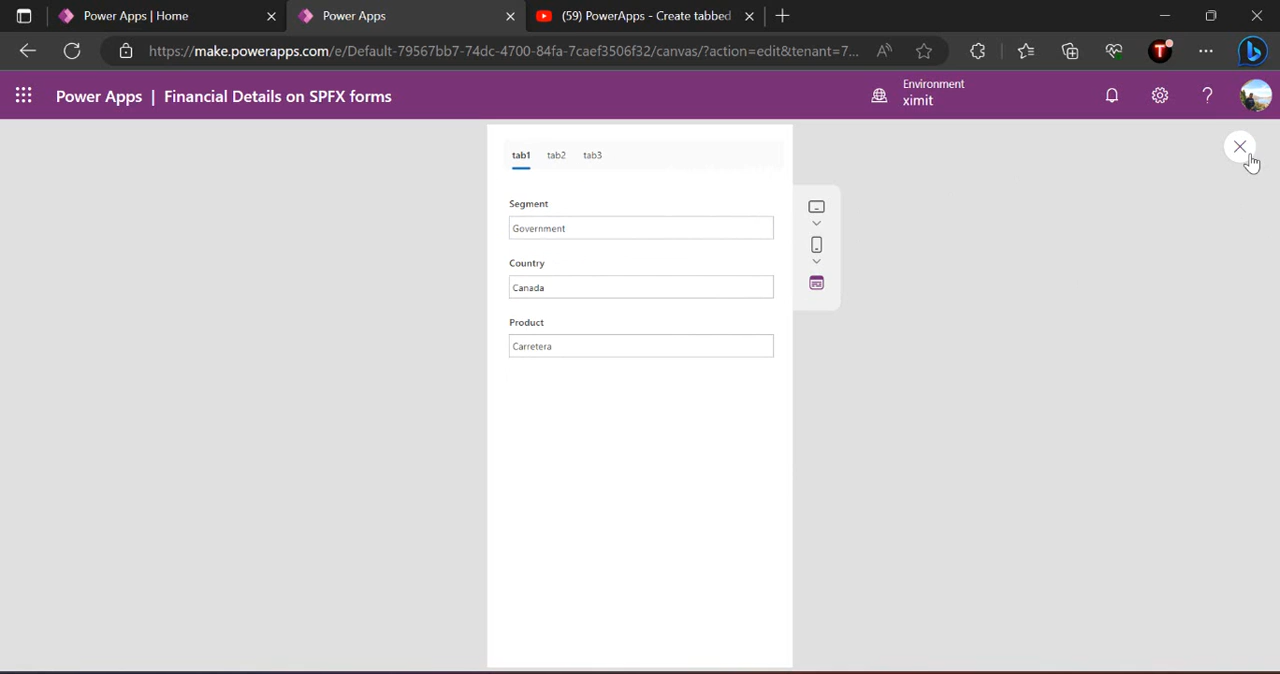 Power Apps | Home
Power Apps
(59) PowerApps - Create tabbed
https://make.powerapps.com/e/Default-79567bb7-74dc-4700-84fa-7caef3506f32/canvas/?action=edit&tenant=7...
T
Power Apps | Financial Details on SPFX forms
Environment
ximit
tab1 tab2 tab3
Segment
Government
Country
Canada
Product
Carretera